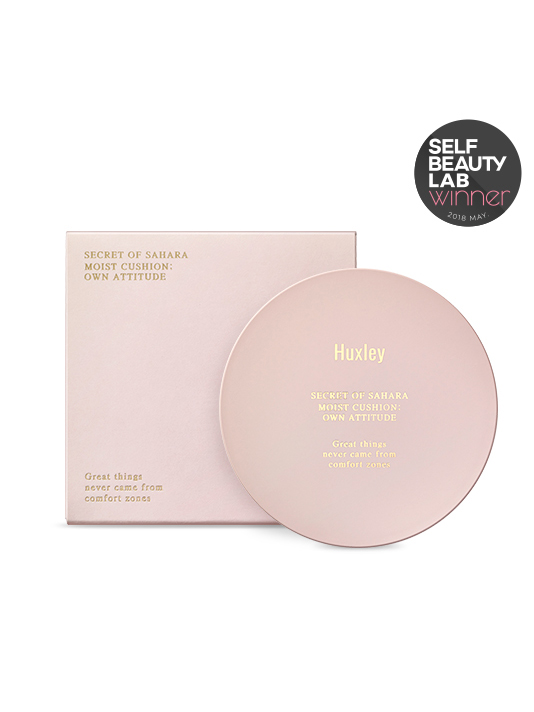 SELF
BEAUTY
LAB
winner
2018 MAY.
SECRET OF SAHARA
MOIST CUSHION;
OWN ATTITUDE
Great things
never came from
comfort zones
Huxley
SECRET OF SAHARA
MOIST CUSHION;
OWN ATTITUDE
Great things
never came from
comfort zones